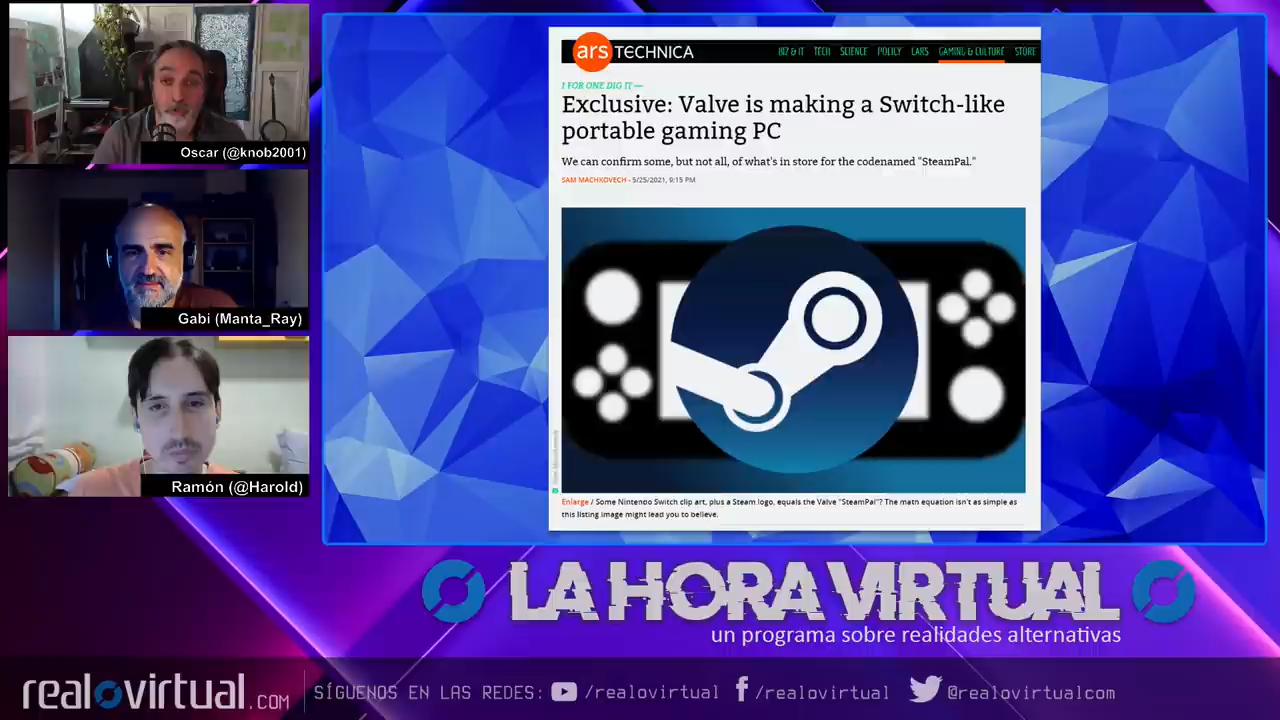 Oscar (@knob2001)
Gabi (Manta_Ray)
Ramón (@Harold)
ars TECHNICA
BIZ & IT TECH SCIENCE POLICY CARS GAMING & CULTURE STORE
I FOR ONE DIG IT —
Exclusive: Valve is making a Switch-like
portable gaming PC
We can confirm some, but not all, of what's in store for the codenamed "SteamPal."
SAM MACHKOVECH - 5/25/2021, 9:15 PM
Enlarge / Some Nintendo Switch clip art, plus a Steam logo, equals the Valve "SteamPal"? The math equation isn't as simple as
this listing image might lead you to believe.
LA HORA VIRTUAL
un programa sobre realidades alternativas
realovirtual.com
SÍGUENOS EN LAS REDES: /realovirtual /realovirtual @realovirtualcom